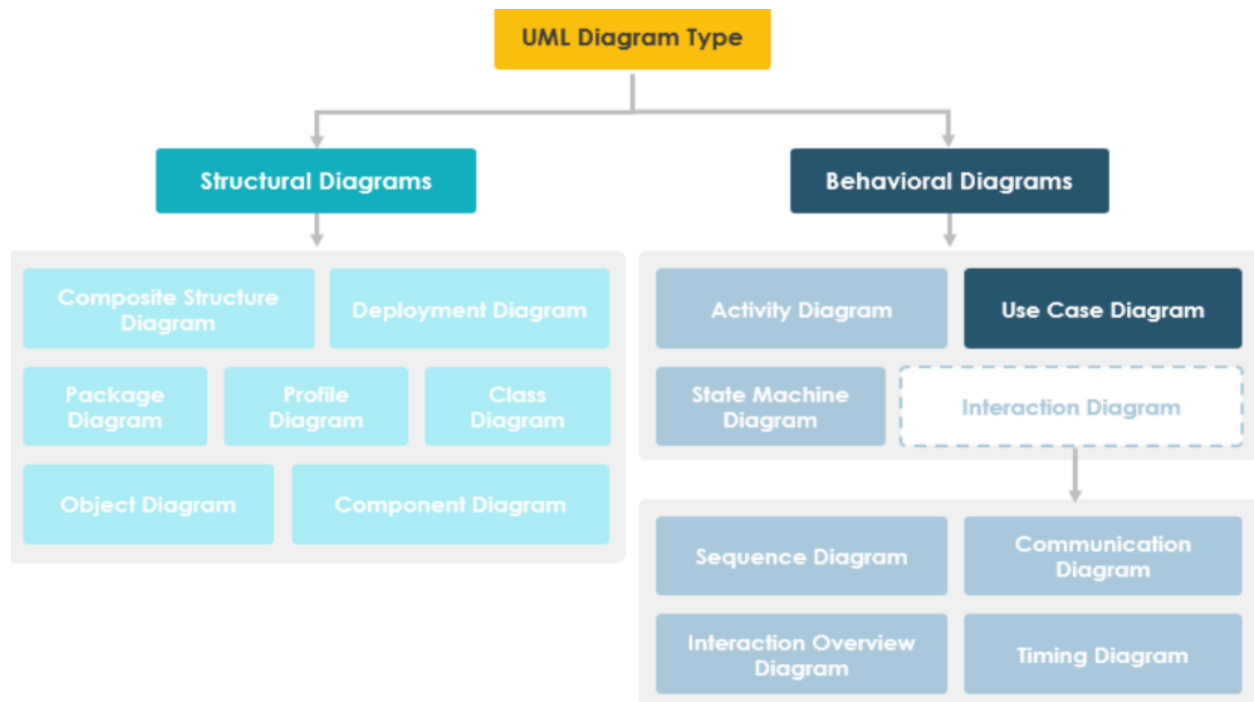 UML Diagram Type
Structural Diagrams
Behavioral Diagrams
Composite Structure
Diagram
Deployment Diagram
Package
Diagram
Profile
Diagram
Class
Diagram
Object Diagram
Component Diagram
Activity Diagram
Use Case Diagram
State Machine
Diagram
Interaction Diagram
Sequence Diagram
Communication
Diagram
Interaction Overview
Diagram
Timing Diagram